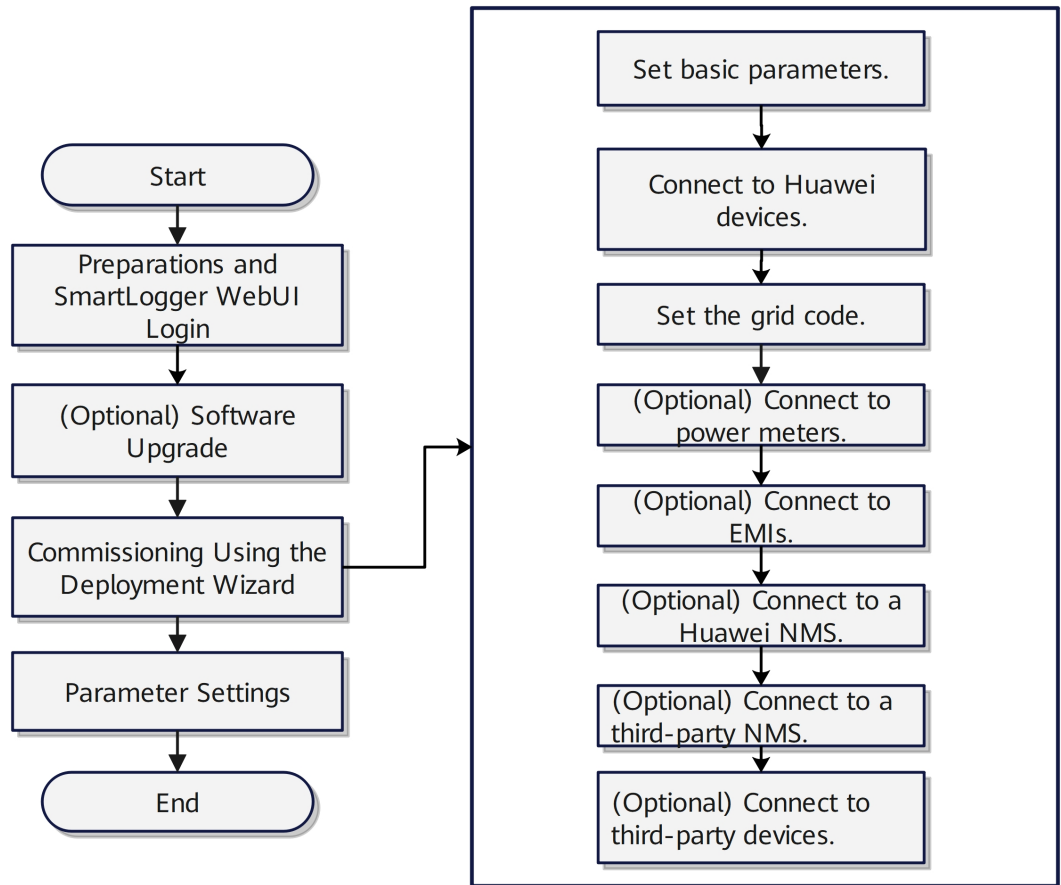 Start
Preparations and
SmartLogger WebUI
Login
(Optional) Software
Upgrade
Commissioning Using the
Deployment Wizard
Parameter Settings
End
Set basic parameters.
Connect to Huawei
devices.
Set the grid code.
(Optional) Connect to
power meters.
(Optional) Connect to
EMIs.
(Optional) Connect to a
Huawei NMS.
(Optional) Connect to a
third-party NMS.
(Optional) Connect to
third-party devices.